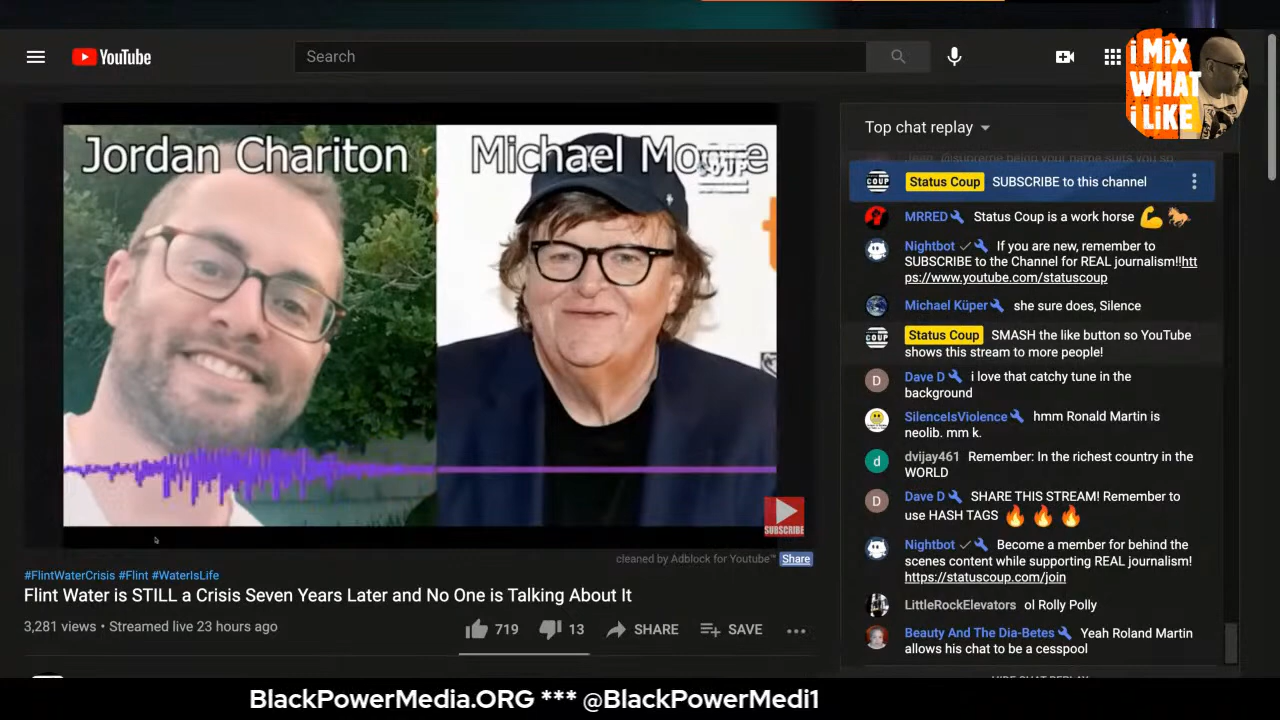 YouTube
Search
i MiX
WHAT
i LiKE
Jordan Chariton
Michael Moore
COUP
SUBSCRIBE
cleaned by Adblock for Youtube™ Share
#FlintWaterCrisis #Flint #WaterIsLife
Flint Water is STILL a Crisis Seven Years Later and No One is Talking About It
3,281 views • Streamed live 23 hours ago
719 13 SHARE SAVE
Top chat replay
COUP Status Coup SUBSCRIBE to this channel
MRRED Status Coup is a work horse 💪 🐎
Nightbot If you are new, remember to
SUBSCRIBE to the Channel for REAL journalism!!htt
ps://www.youtube.com/statuscoup
Michael Küper she sure does, Silence
COUP Status Coup SMASH the like button so YouTube
shows this stream to more people!
D Dave D i love that catchy tune in the
background
SilenceIsViolence hmm Ronald Martin is
neolib. mm k.
d dvijay461 Remember: In the richest country in the
WORLD
D Dave D SHARE THIS STREAM! Remember to
use HASH TAGS 🔥 🔥 🔥
Nightbot Become a member for behind the
scenes content while supporting REAL journalism!
https://statuscoup.com/join
LittleRockElevators ol Rolly Polly
Beauty And The Dia-Betes Yeah Roland Martin
allows his chat to be a cesspool
BlackPowerMedia.ORG *** @BlackPowerMedi1